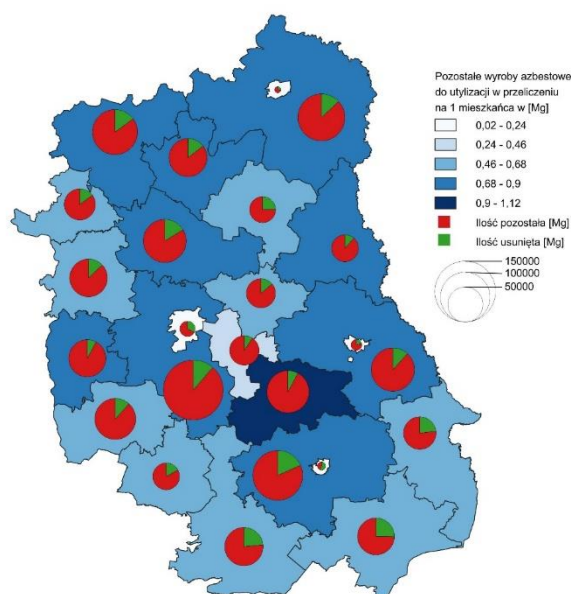 Pozostałe wyroby azbestowe
do utylizacji w przeliczeniu
na 1 mieszkańca w [Mg]
0,02 - 0,24
0,24 - 0,46
0,46 - 0,68
0,68 - 0,9
0,9 - 1,12
Ilość pozostała [Mg]
Ilość usunięta [Mg]
150000
100000
50000